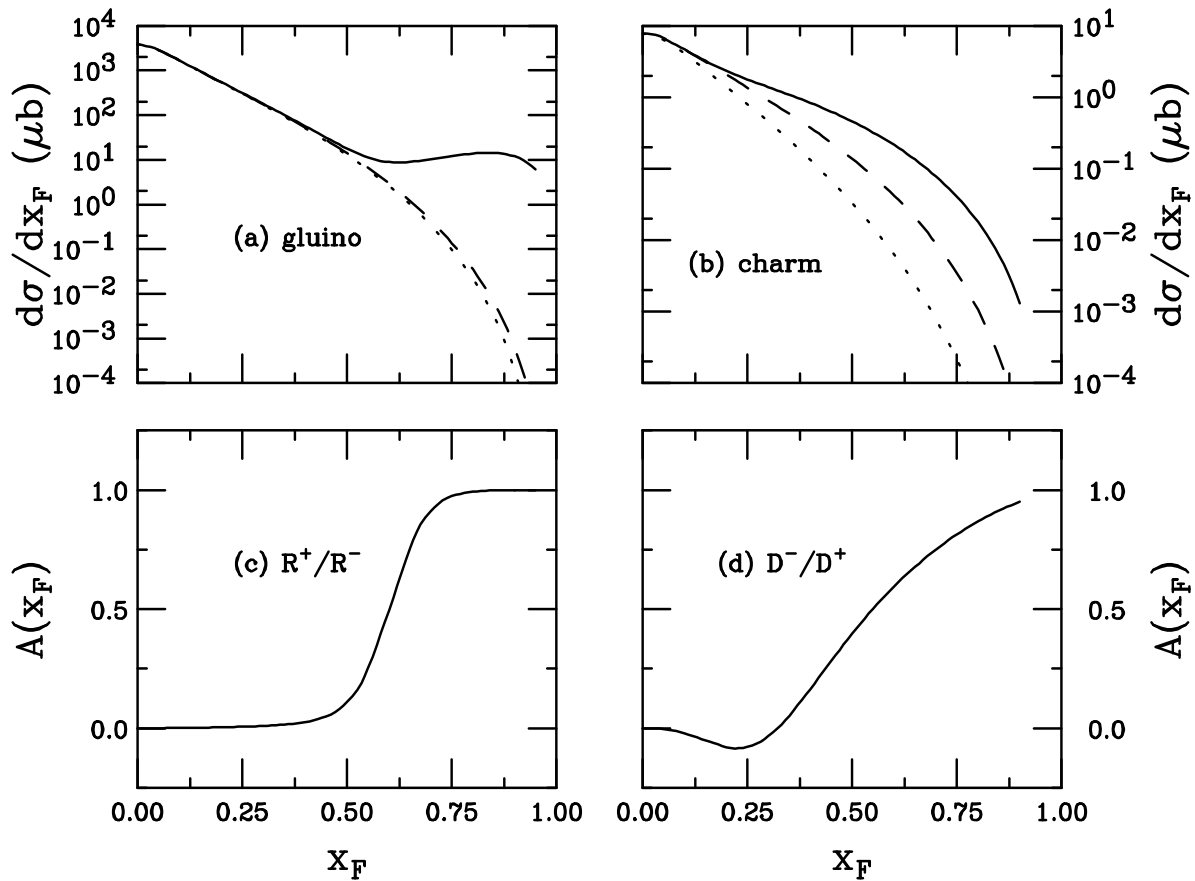 10⁴
10³
10²
10¹
10⁰
10⁻¹
10⁻²
10⁻³
10⁻⁴
dσ/dx_F (μb)
(a) gluino
10¹
10⁰
10⁻¹
10⁻²
10⁻³
10⁻⁴
dσ/dx_F (μb)
(b) charm
1.0
0.5
0.0
A(x_F)
(c) R⁺/R⁻
0.00 0.25 0.50 0.75 1.00
x_F
1.0
0.5
0.0
A(x_F)
(d) D⁻/D⁺
0.00 0.25 0.50 0.75 1.00
x_F